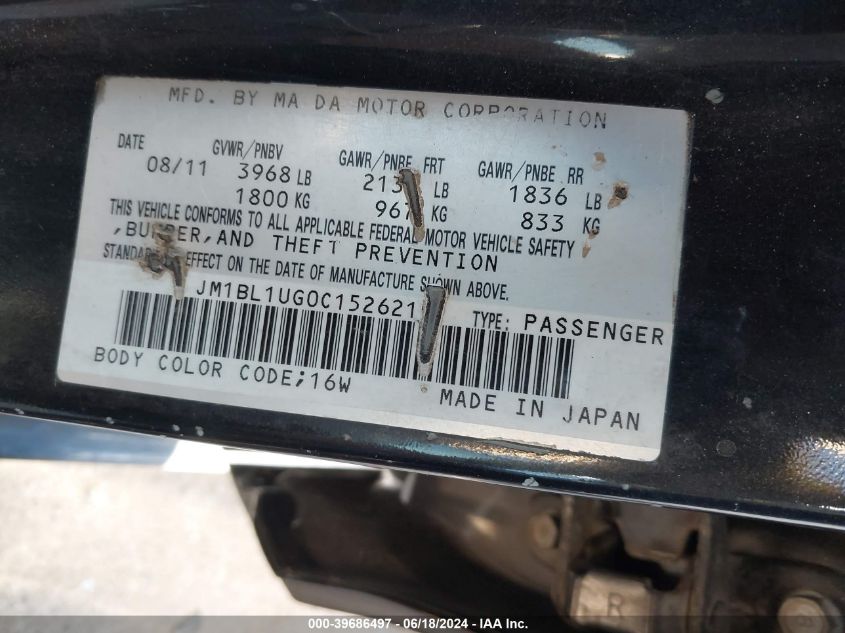 MFD. BY MA DA MOTOR CORPORATION
DATE GVWR/PNBV GAWR/PNBE FRT GAWR/PNBE RR
08/11 3968 LB LB 1836 LB
1800 KG KG 833 KG
THIS VEHICLE CONFORMS TO ALL APPLICABLE FEDERAL MOTOR VEHICLE SAFETY
, AND THEFT PREVENTION
EFFECT ON THE DATE OF MANUFACTURE SHOWN ABOVE.
JM1BL1UG0C152621 TYPE: PASSENGER
BODY COLOR CODE;16W
MADE IN JAPAN
R
000-39686497 - 06/18/2024 - IAA Inc.